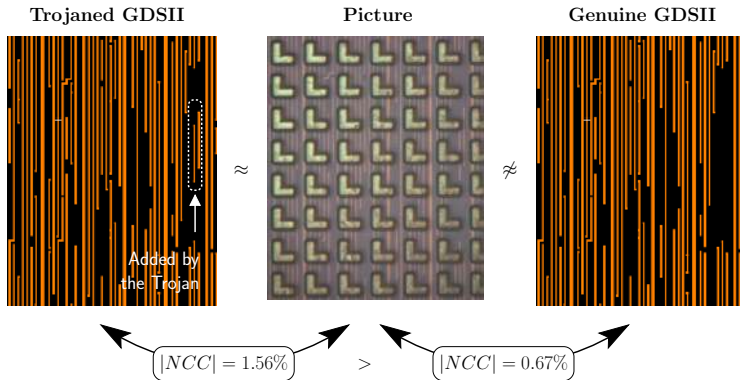 Trojaned GDSII
Picture
Genuine GDSII
≈
≉
Added by
the Trojan
|NCC| = 1.56%
>
|NCC| = 0.67%